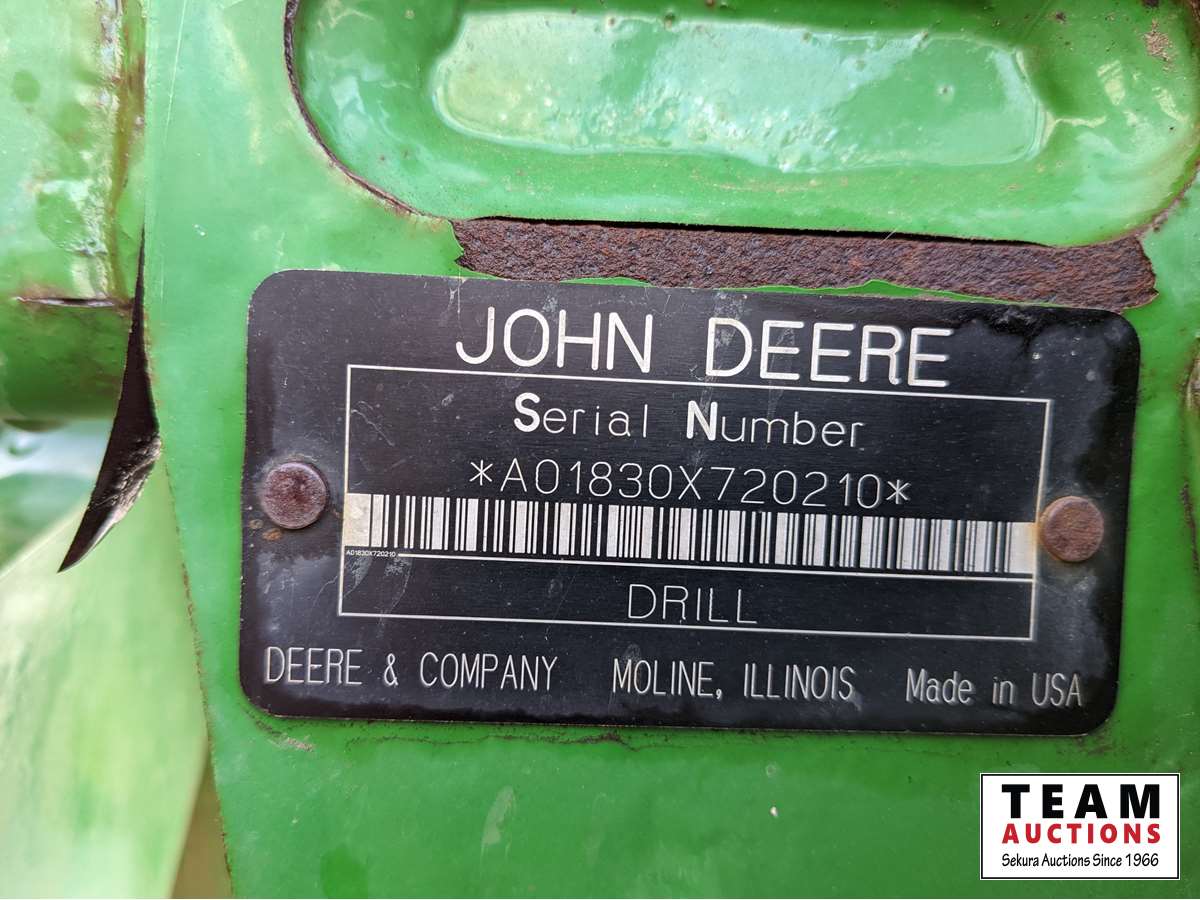 JOHN DEERE
Serial Number
*A01830X720210*
A01830X720210
DRILL
DEERE & COMPANY MOLINE, ILLINOIS Made in USA
TEAM
AUCTIONS
Sekura Auctions Since 1966